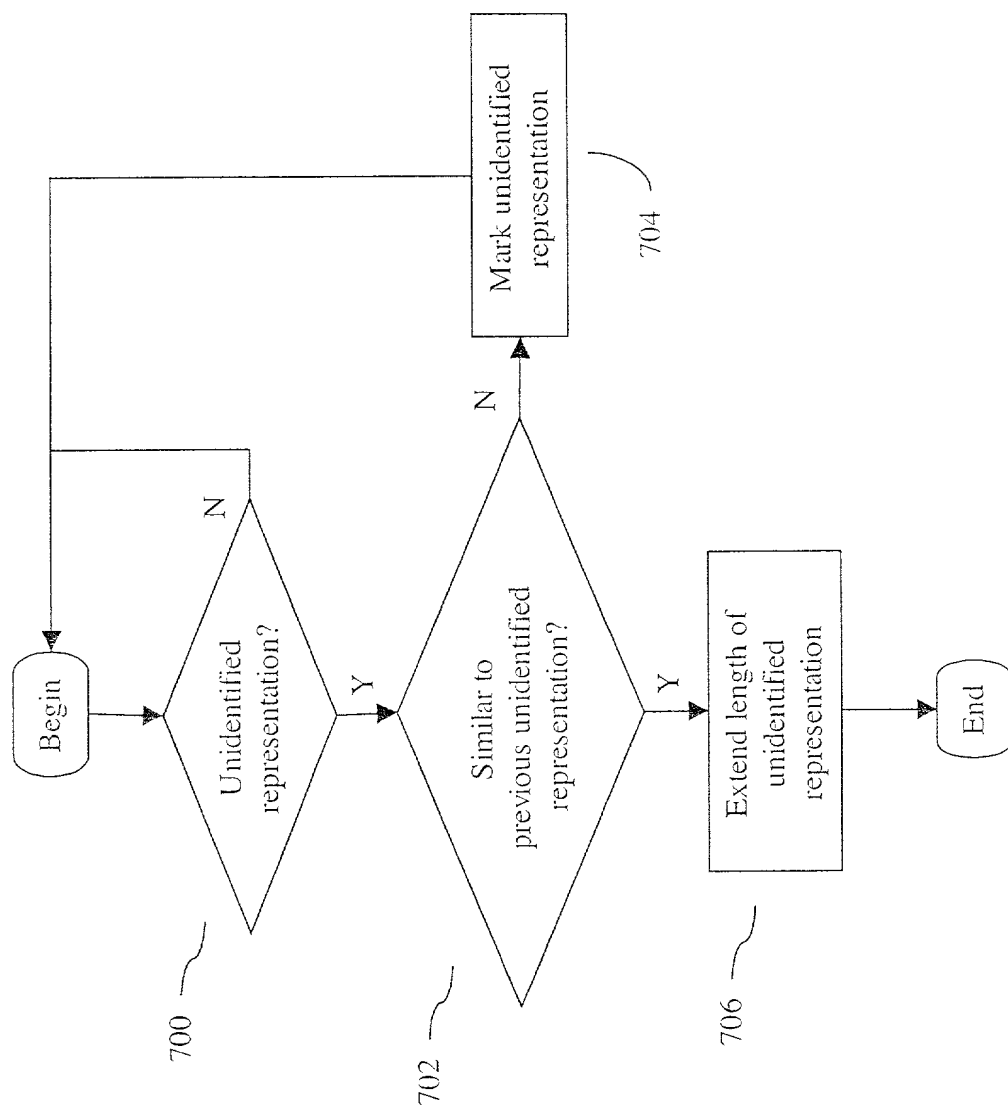 Begin
Unidentified
representation?
N
Y
700
Similar to
previous unidentified
representation?
N
Y
702
Mark unidentified
representation
704
Extend length of
unidentified
representation
706
End